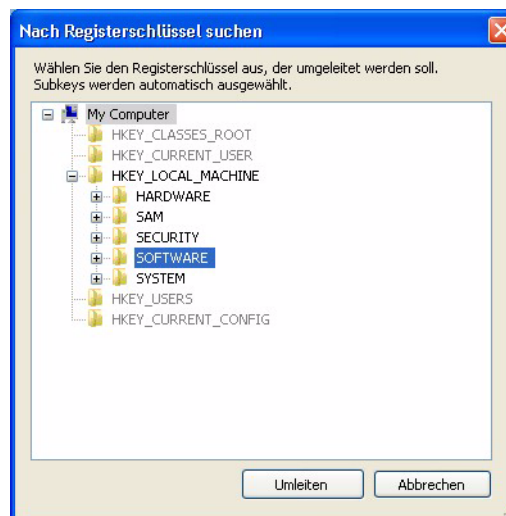 Nach Registerschlüssel suchen
Wählen Sie den Registerschlüssel aus, der umgeleitet werden soll.
Subkeys werden automatisch ausgewählt.
My Computer
HKEY_CLASSES_ROOT
HKEY_CURRENT_USER
HKEY_LOCAL_MACHINE
HARDWARE
SAM
SECURITY
SOFTWARE
SYSTEM
HKEY_USERS
HKEY_CURRENT_CONFIG
Umleiten Abbrechen